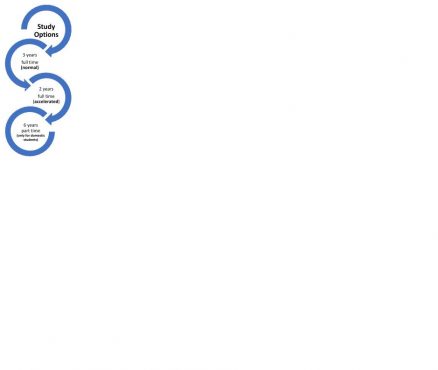 Study
Options
3 years
full time
(normal)
2 years
full time
(accelerated)
6 years
part time
(only for domestic
students)